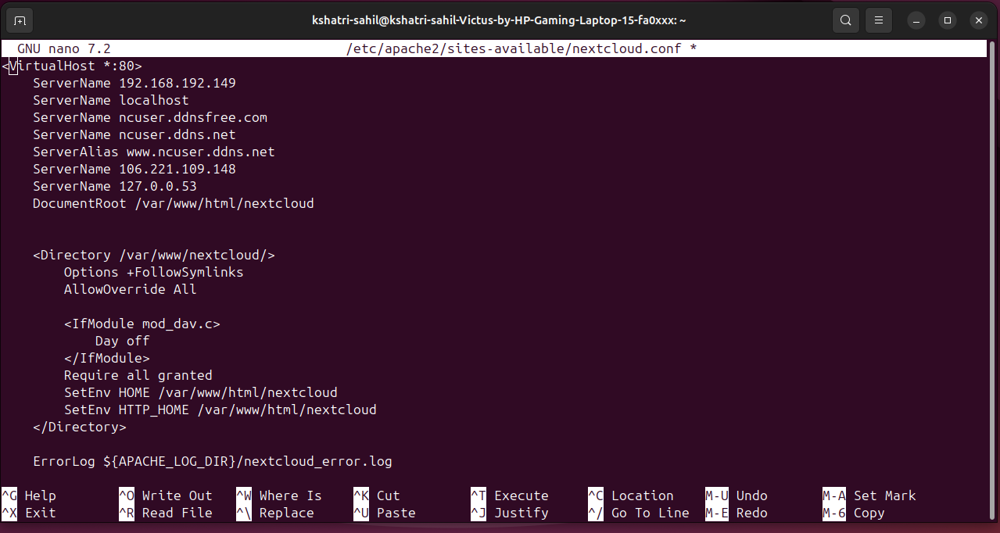 kshatri-sahil@kshatri-sahil-Victus-by-HP-Gaming-Laptop-15-fa0xxx: ~
GNU nano 7.2 /etc/apache2/sites-available/nextcloud.conf *
<VirtualHost *:80>
ServerName 192.168.192.149
ServerName localhost
ServerName ncuser.ddnsfree.com
ServerName ncuser.ddns.net
ServerAlias www.ncuser.ddns.net
ServerName 106.221.109.148
ServerName 127.0.0.53
DocumentRoot /var/www/html/nextcloud
<Directory /var/www/nextcloud/>
Options +FollowSymlinks
AllowOverride All
<IfModule mod_dav.c>
Day off
</IfModule>
Require all granted
SetEnv HOME /var/www/html/nextcloud
SetEnv HTTP_HOME /var/www/html/nextcloud
</Directory>
ErrorLog ${APACHE_LOG_DIR}/nextcloud_error.log
^G Help ^O Write Out ^W Where Is ^K Cut ^T Execute ^C Location M-U Undo M-A Set Mark
^X Exit ^R Read File ^\ Replace ^U Paste ^J Justify ^/ Go To Line M-E Redo M-6 Copy